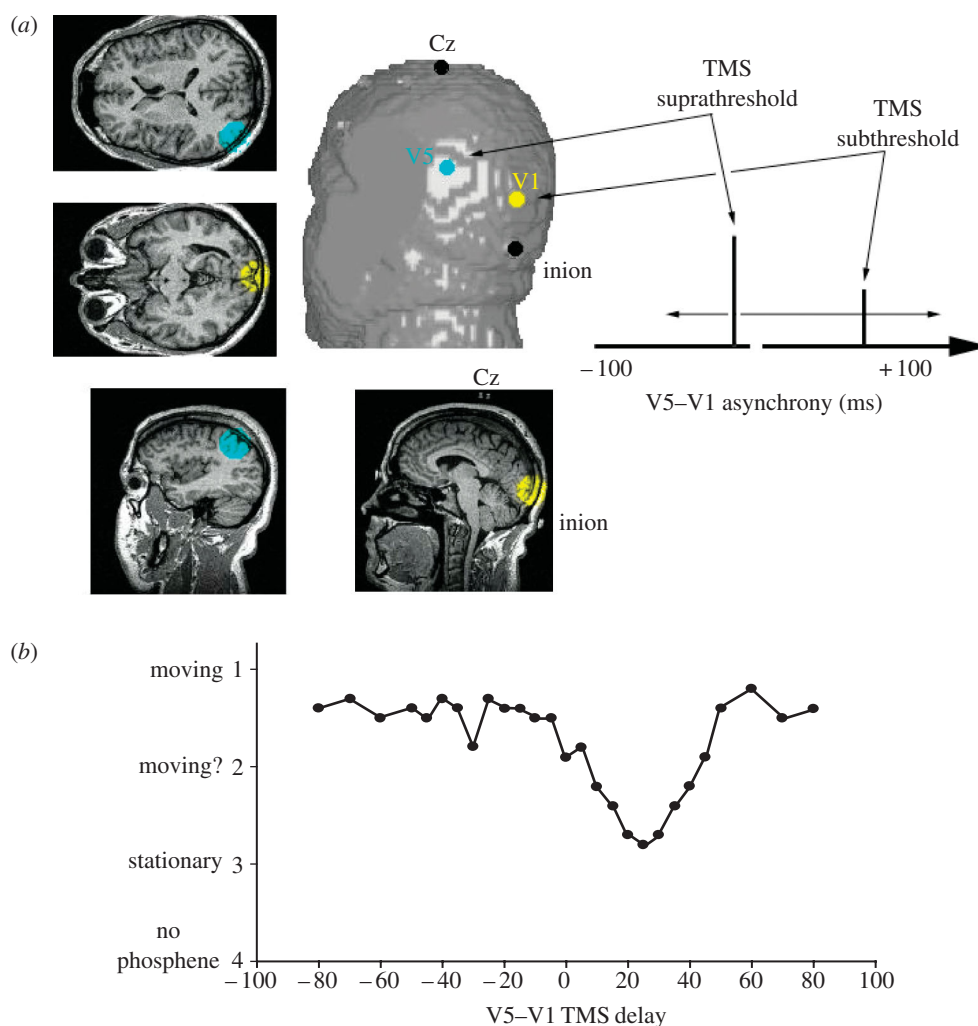 (a)
Cz
TMS
suprathreshold
TMS
subthreshold
V5
V1
inion
−100
+100
V5–V1 asynchrony (ms)
Cz
inion
(b)
moving 1
moving? 2
stationary 3
no
phosphene 4
−100 −80 −60 −40 −20 0 20 40 60 80 100
V5–V1 TMS delay